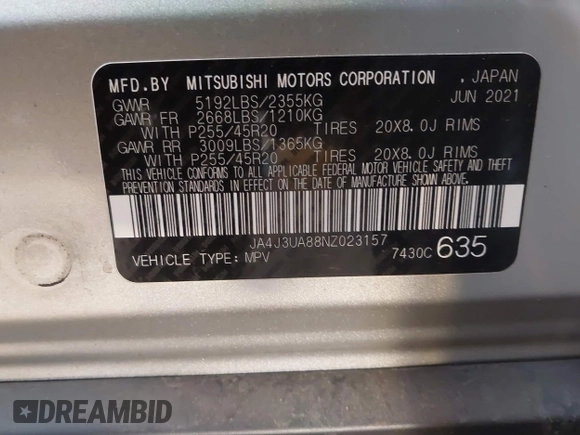 MFD.BY MITSUBISHI MOTORS CORPORATION . JAPAN
GVWR 5192LBS/2355KG JUN 2021
GAWR FR 2668LBS/1210KG
WITH P255/45R20 TIRES 20X8.0J RIMS
GAWR RR 3009LBS/1365KG
WITH P255/45R20 TIRES 20X8.0J RIMS
THIS VEHICLE CONFORMS TO ALL APPLICABLE FEDERAL MOTOR VEHICLE SAFETY AND THEFT
PREVENTION STANDARDS IN EFFECT ON THE DATE OF MANUFACTURE SHOWN ABOVE.
JA4J3UA88NZ023157
VEHICLE TYPE: MPV 7430C 635
DREAMBID